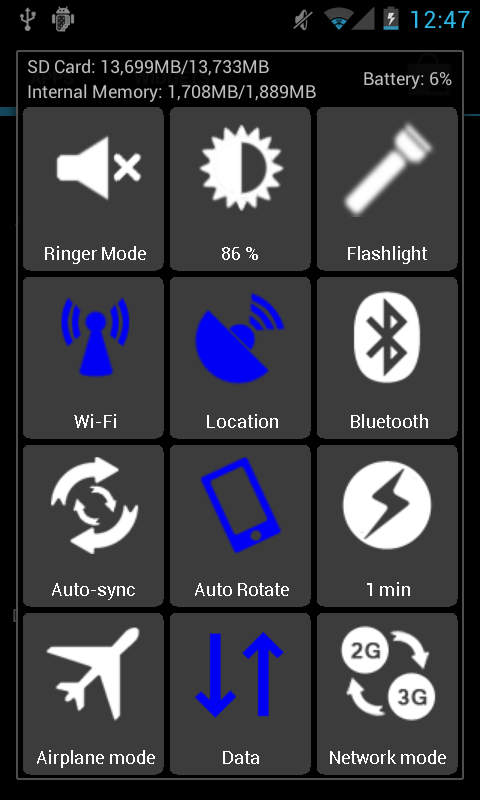 12:47
SD Card: 13,699MB/13,733MB
Internal Memory: 1,708MB/1,889MB
Battery: 6%
Ringer Mode
86 %
Flashlight
Wi-Fi
Location
Bluetooth
Auto-sync
Auto Rotate
1 min
2G
3G
Airplane mode
Data
Network mode